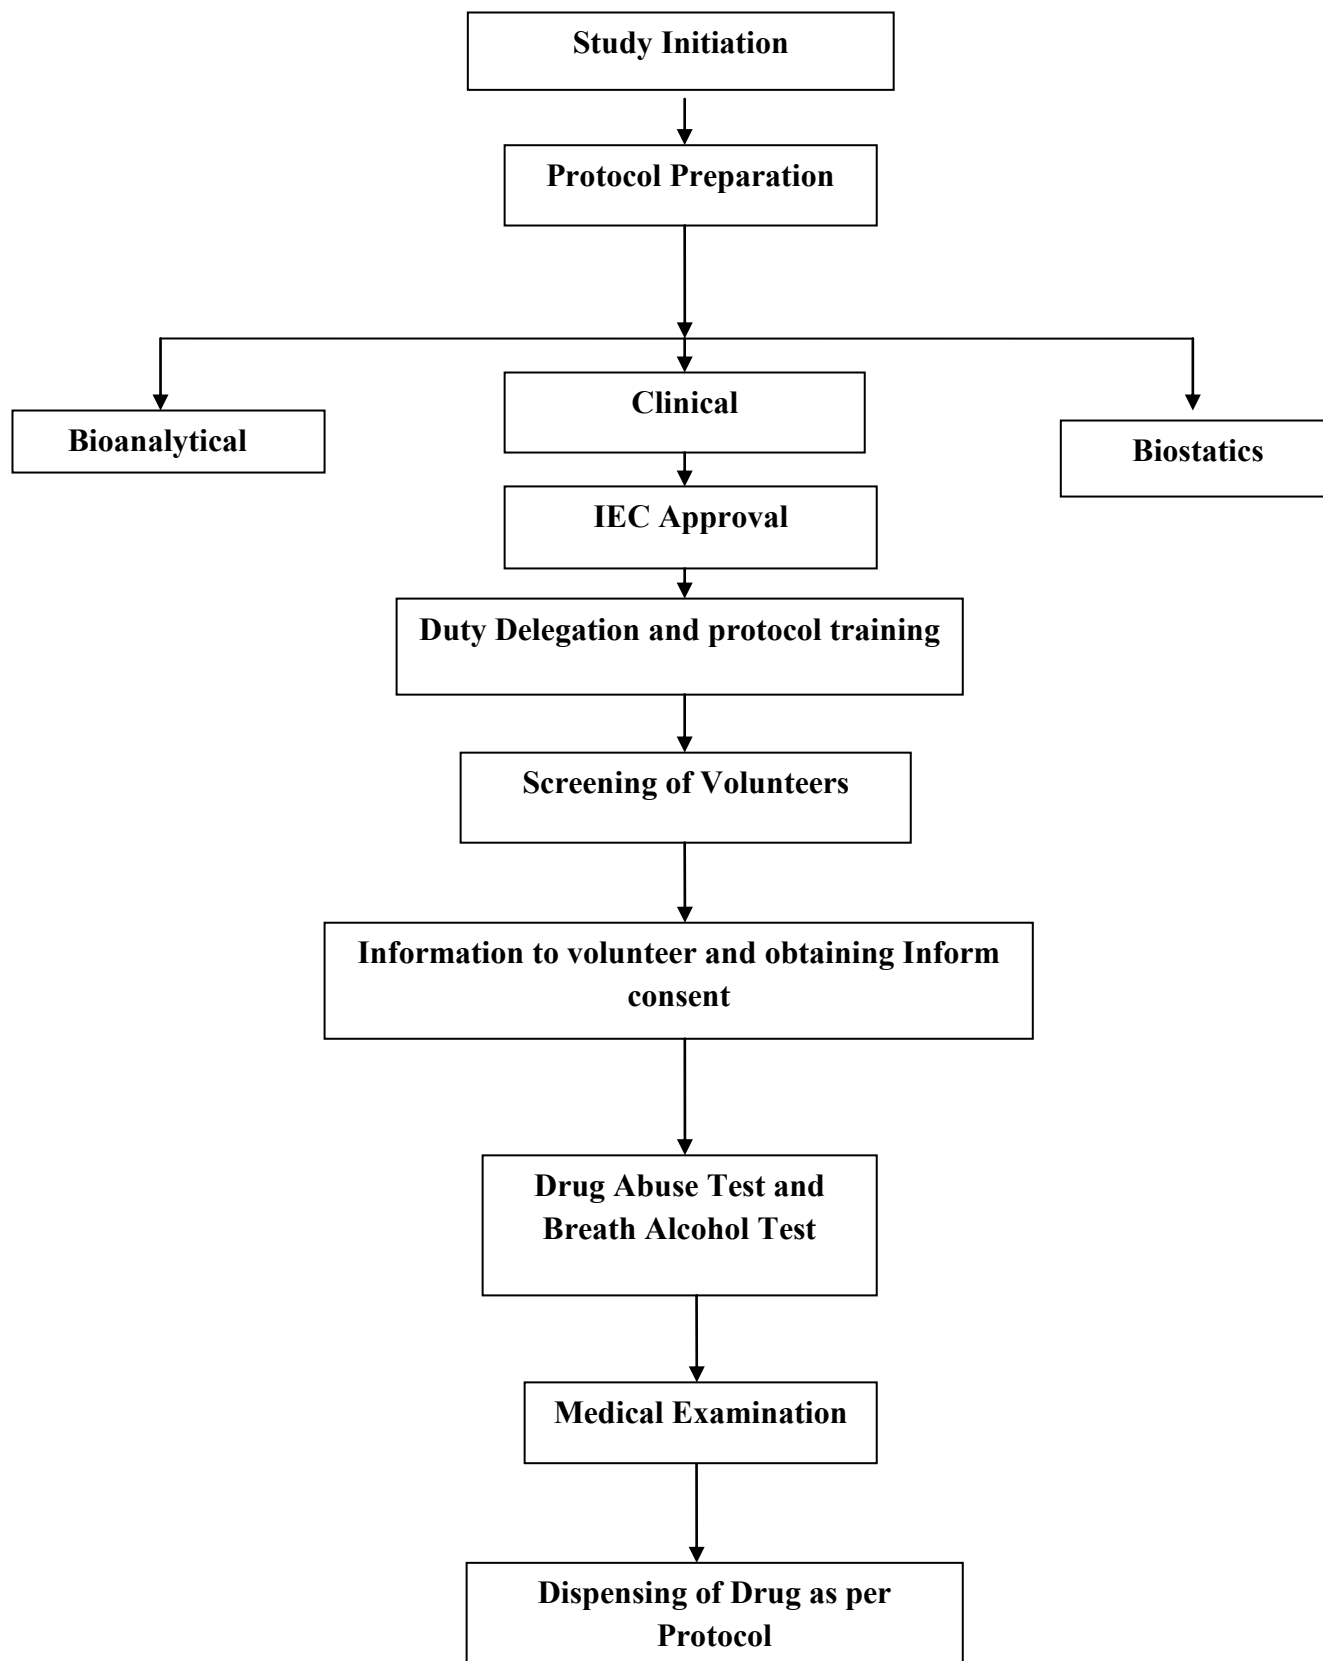 Study Initiation
Protocol Preparation
Clinical
Bioanalytical
Biostatics
IEC Approval
Duty Delegation and protocol training
Screening of Volunteers
Information to volunteer and obtaining Inform
consent
Drug Abuse Test and
Breath Alcohol Test
Medical Examination
Dispensing of Drug as per
Protocol